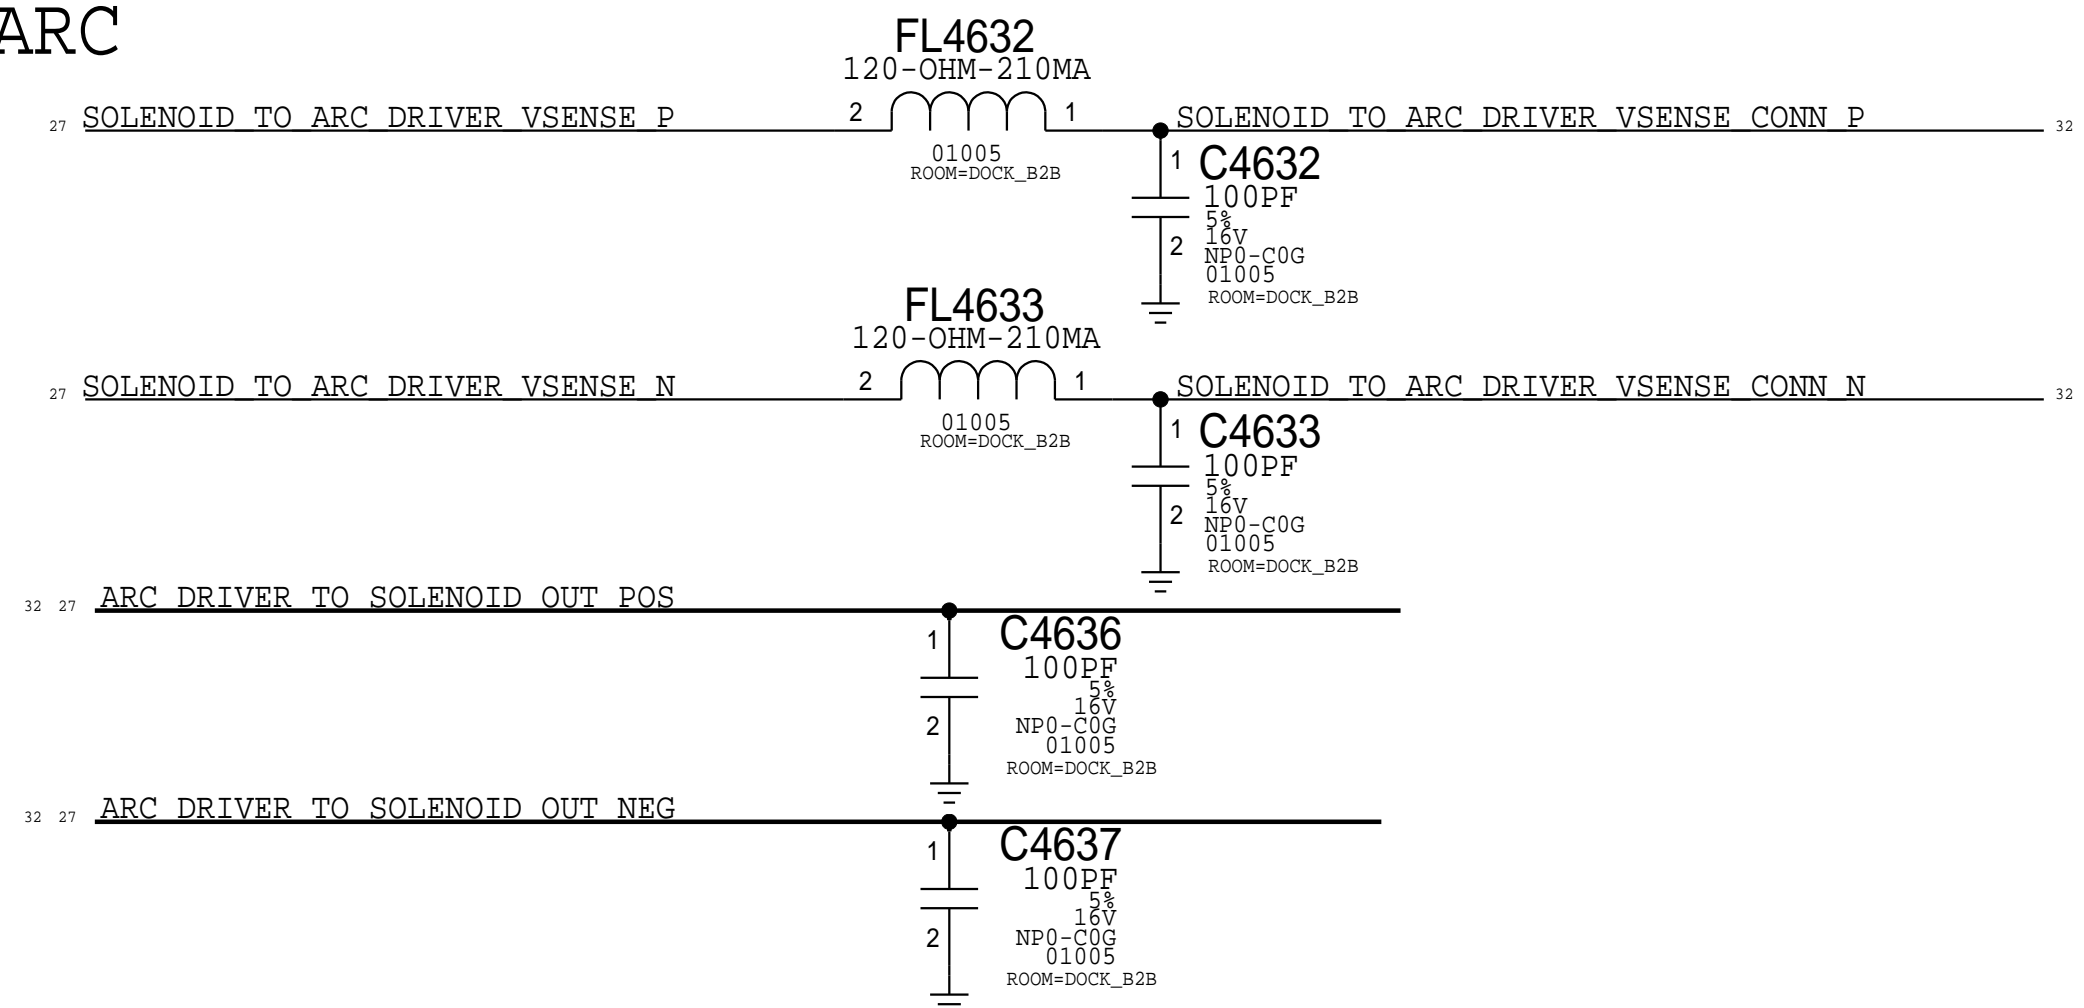 ARC
FL4632
120-OHM-210MA
27 SOLENOID_TO_ARC_DRIVER_VSENSE_P 2 1 SOLENOID_TO_ARC_DRIVER_VSENSE_CONN_P 32
01005
ROOM=DOCK_B2B
1 C4632
100PF
5%
16V
2 NP0-C0G
01005
ROOM=DOCK_B2B
FL4633
120-OHM-210MA
27 SOLENOID_TO_ARC_DRIVER_VSENSE_N 2 1 SOLENOID_TO_ARC_DRIVER_VSENSE_CONN_N 32
01005
ROOM=DOCK_B2B
1 C4633
100PF
5%
16V
2 NP0-C0G
01005
ROOM=DOCK_B2B
32 27 ARC_DRIVER_TO_SOLENOID_OUT_POS
1 C4636
100PF
5%
16V
2 NP0-C0G
01005
ROOM=DOCK_B2B
32 27 ARC_DRIVER_TO_SOLENOID_OUT_NEG
1 C4637
100PF
5%
16V
2 NP0-C0G
01005
ROOM=DOCK_B2B